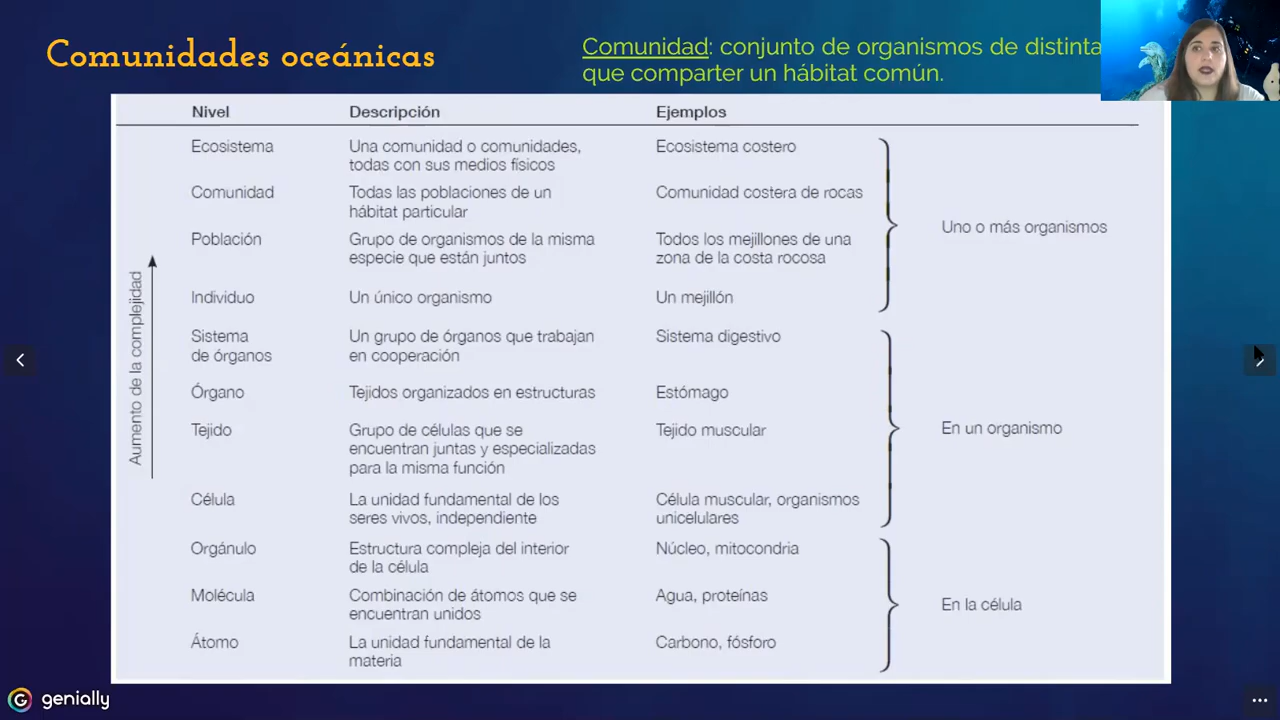 Comunidades oceánicas
Comunidad: conjunto de organismos de distinta
que comparter un hábitat común.
Nivel Descripción Ejemplos
Ecosistema Una comunidad o comunidades, Ecosistema costero
todas con sus medios físicos
Comunidad Todas las poblaciones de un Comunidad costera de rocas
hábitat particular
Uno o más organismos
Población Grupo de organismos de la misma Todos los mejillones de una
especie que están juntos zona de la costa rocosa
Individuo Un único organismo Un mejillón
Aumento de la complejidad
Sistema Un grupo de órganos que trabajan Sistema digestivo
de órganos en cooperación
Órgano Tejidos organizados en estructuras Estómago
Tejido Grupo de células que se Tejido muscular En un organismo
encuentran juntas y especializadas
para la misma función
Célula La unidad fundamental de los Célula muscular, organismos
seres vivos, independiente unicelulares
Orgánulo Estructura compleja del interior Núcleo, mitocondria
de la célula
Molécula Combinación de átomos que se Agua, proteínas En la célula
encuentran unidos
Átomo La unidad fundamental de la Carbono, fósforo
materia
genially